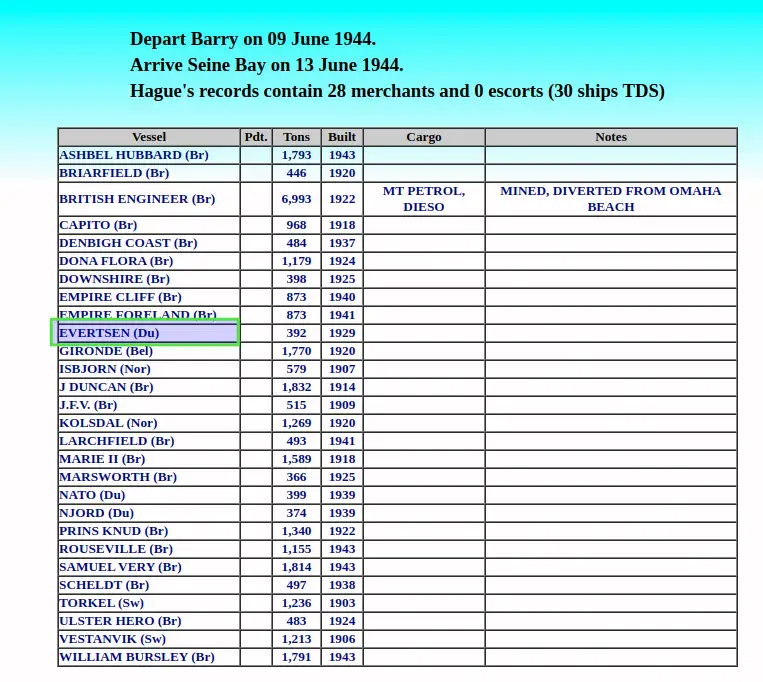 Depart Barry on 09 June 1944.
Arrive Seine Bay on 13 June 1944.
Hague's records contain 28 merchants and 0 escorts (30 ships TDS)
Vessel Pdt. Tons Built Cargo Notes
ASHBEL HUBBARD (Br) 1,793 1943
BRIARFIELD (Br) 446 1920
BRITISH ENGINEER (Br) 6,993 1922 MT PETROL, DIESO MINED, DIVERTED FROM OMAHA BEACH
CAPITO (Br) 968 1918
DENBIGH COAST (Br) 484 1937
DONA FLORA (Br) 1,179 1924
DOWNSHIRE (Br) 398 1925
EMPIRE CLIFF (Br) 873 1940
EMPIRE FORELAND (Br) 873 1941
EVERTSEN (Du) 392 1929
GIRONDE (Bel) 1,770 1920
ISBJORN (Nor) 579 1907
J DUNCAN (Br) 1,832 1914
J.F.V. (Br) 515 1909
KOLSDAL (Nor) 1,269 1920
LARCHFIELD (Br) 493 1941
MARIE II (Br) 1,589 1918
MARSWORTH (Br) 366 1925
NATO (Du) 399 1939
NJORD (Du) 374 1939
PRINS KNUD (Br) 1,340 1922
ROUSEVILLE (Br) 1,155 1943
SAMUEL VERY (Br) 1,814 1943
SCHELDT (Br) 497 1938
TORKEL (Sw) 1,236 1903
ULSTER HERO (Br) 483 1924
VESTANVIK (Sw) 1,213 1906
WILLIAM BURSLEY (Br) 1,791 1943